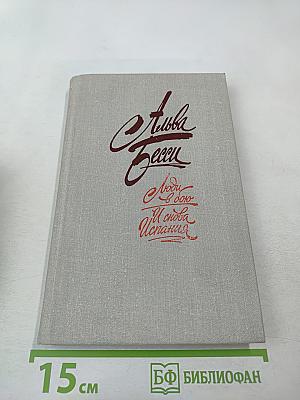 Альва
Бесси
Люди
в бою
И снова
Испания
15 см
БФ БИБЛИОФАН